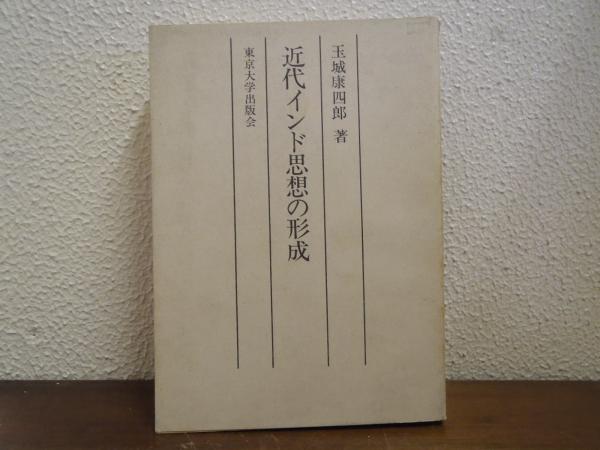 玉城康四郎 著
近代インド思想の形成
東京大学出版会